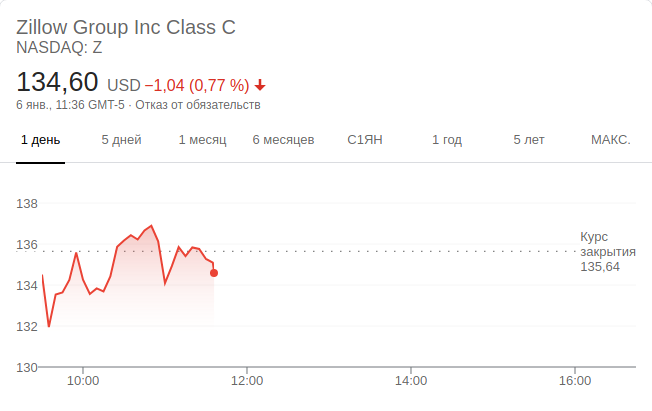 Zillow Group Inc Class C
NASDAQ: Z
134,60 USD −1,04 (0,77 %)
6 янв., 11:36 GMT-5 · Отказ от обязательств
1 день 5 дней 1 месяц 6 месяцев С1ЯН 1 год 5 лет МАКС.
138
136
134
132
130
Курс
закрытия
135,64
10:00 12:00 14:00 16:00